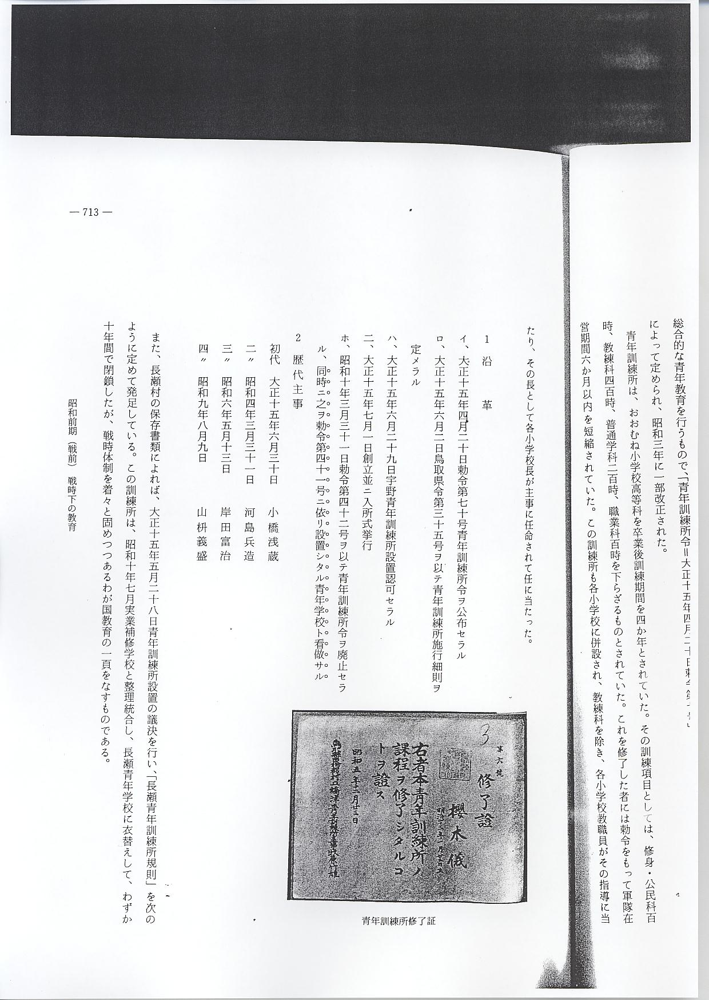 総合的な青年教育を行うもので、「青年訓練所令=大正十五年四月二十日勅令第
によって定められ、昭和三年に一部改正された。
青年訓練所は、おおむね小学校高等科を卒業後訓練期間を四か年とされていた。その訓練項目としては、修身・公民科百
時、教練科四百時、普通学科二百時、職業科百時を下らざるものとされていた。これを修了した者には勅令をもって軍隊在
営期間六か月以内を短縮されていた。この訓練所も各小学校に併設され、教練科を除き、各小学校教職員がその指導に当
たり、その長として各小学校長が主事に任命されて任に当たった。
1 沿 革
イ、大正十五年四月二十日勅令第七十号青年訓練所令ヲ公布セラル
ロ、大正十五年六月二日鳥取県令第三十五号ヲ以テ青年訓練所施行細則ヲ
定メラル
ハ、大正十五年六月二十九日宇野青年訓練所設置認可セラル
二、大正十五年七月一日創立並ニ入所式挙行
ホ、昭和十年三月三十一日勅令第四十二号ヲ以テ青年訓練所令ヲ廃止セラ
ル、同時ニ之ヲ勅令第四十一号ニ依リ設置シタル青年学校ト看做サル
2 歴代主事
初代 大正十五年六月三十日 小橋浅蔵
二〃 昭和四年三月三十一日 河島兵造
三〃 昭和六年五月十三日 岸田富治
四〃 昭和九年八月九日 山枡義盛
第六號
3
修了證
櫻木儀
右者本青年訓練所ノ
課程ヲ修了シタルコ
トヲ證ス
昭和五年十二月廿三日
青年訓練所修了証
また、長瀬村の保存書類によれば、大正十五年五月二十八日青年訓練所設置の議決を行い、「長瀬青年訓練所規則」を次の
ように定めて発足している。この訓練所は、昭和十年七月実業補修学校と整理統合し、長瀬青年学校に衣替えして、わずか
十年間で閉鎖したが、戦時体制を着々と固めつつあるわが国教育の一頁をなすものである。
昭和前期(戦前) 戦時下の教育
— 713 —